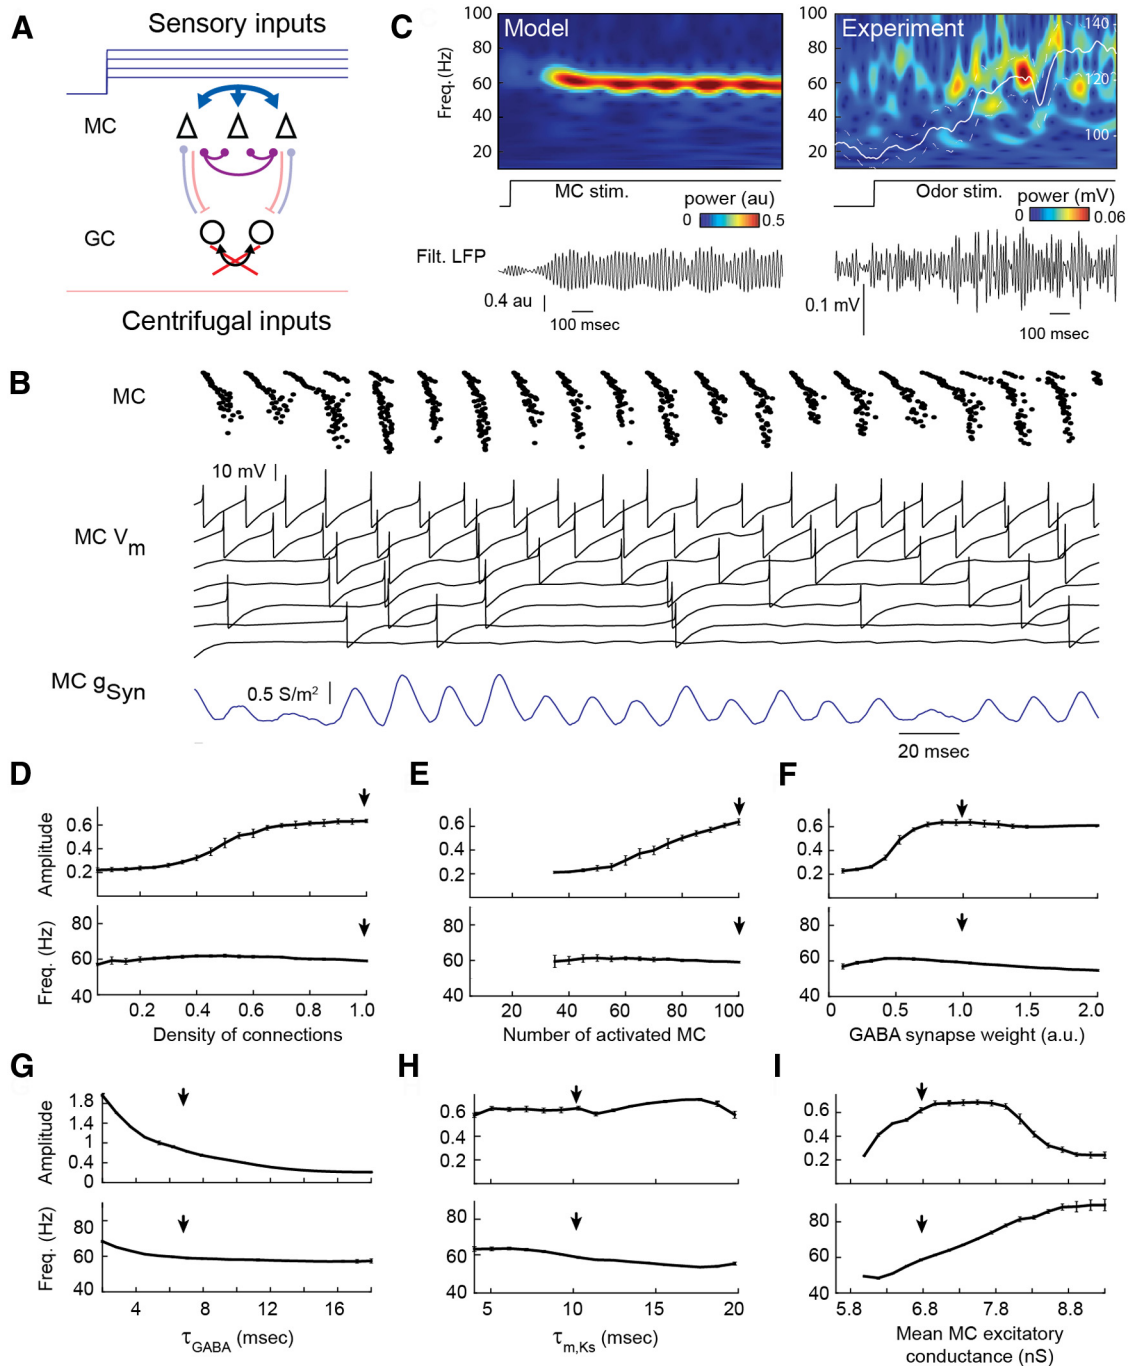 A
Sensory inputs
MC
GC
Centrifugal inputs
C
Model
Experiment
Freq.(Hz)
100
80
60
40
20
100
80
60
40
20
140
120
100
MC stim.
Odor stim.
power (au)
0
0.5
power (mV)
0
0.06
Filt. LFP
0.4 au
100 msec
0.1 mV
100 msec
B
MC
10 mV
MC Vm
MC gSyn
0.5 S/m²
20 msec
D
Amplitude
0.6
0.4
0.2
Freq. (Hz)
80
60
40
0.2 0.4 0.6 0.8 1.0
Density of connections
E
0.6
0.4
0.2
80
60
40
20 40 60 80 100
Number of activated MC
F
0.6
0.4
0.2
80
60
40
0 0.5 1.0 1.5 2.0
GABA synapse weight (a.u.)
G
Amplitude
1.8
1.4
1
0.4
0
Freq. (Hz)
80
60
40
4 8 12 16
τGABA (msec)
H
0.6
0.4
0.2
80
60
40
5 10 15 20
τm,Ks (msec)
I
0.6
0.4
0.2
80
60
40
5.8 6.8 7.8 8.8
Mean MC excitatory
conductance (nS)